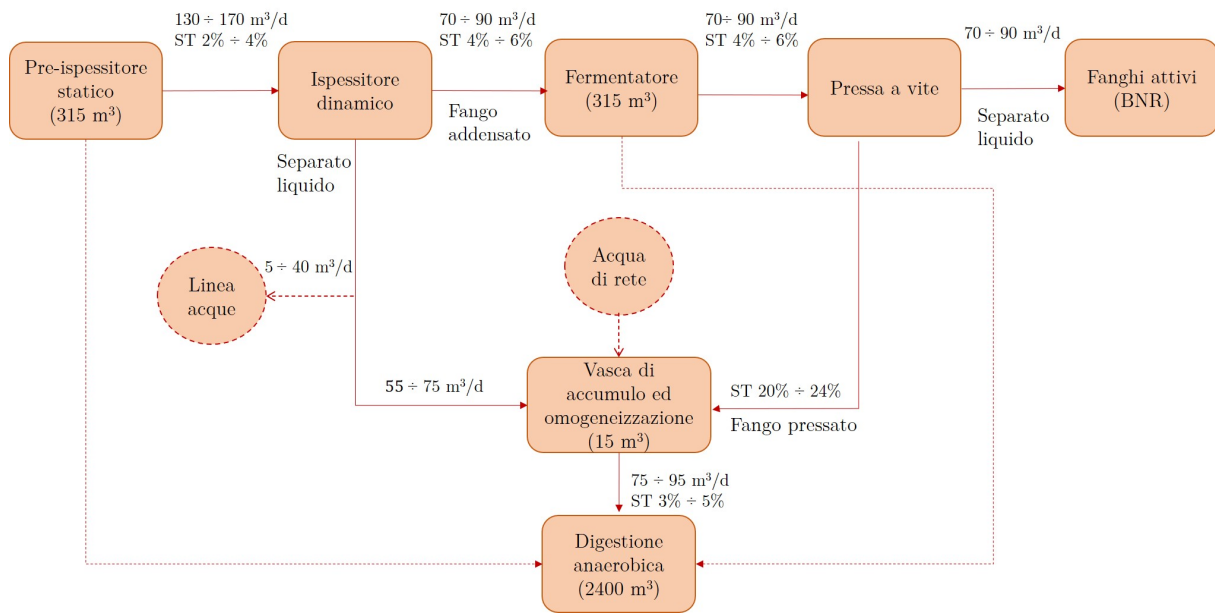 130 ÷ 170 m³/d
ST 2% ÷ 4%
70 ÷ 90 m³/d
ST 4% ÷ 6%
70 ÷ 90 m³/d
ST 4% ÷ 6%
70 ÷ 90 m³/d
Pre-ispessitore
statico
(315 m³)
Ispessitore
dinamico
Fermentatore
(315 m³)
Pressa a vite
Fanghi attivi
(BNR)
Fango
addensato
Separato
liquido
Separato
liquido
5 ÷ 40 m³/d
Linea
acque
Acqua
di rete
55 ÷ 75 m³/d
Vasca di
accumulo ed
omogeneizzazione
(15 m³)
ST 20% ÷ 24%
Fango pressato
75 ÷ 95 m³/d
ST 3% ÷ 5%
Digestione
anaerobica
(2400 m³)